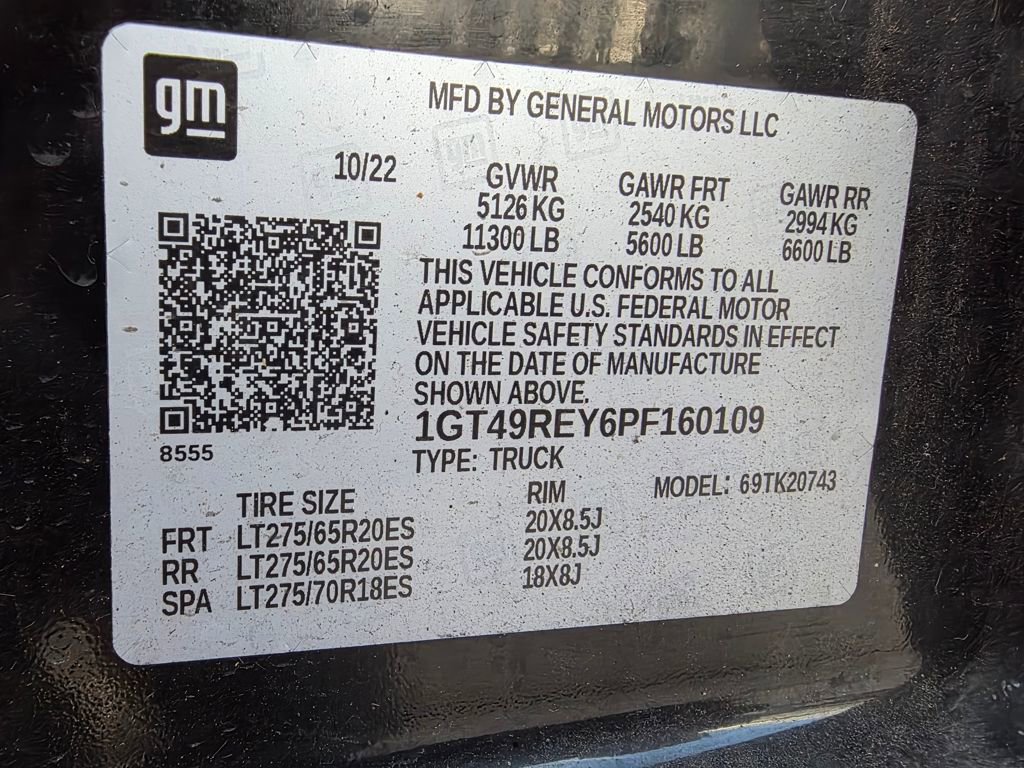 gm
MFD BY GENERAL MOTORS LLC
10/22
GVWR GAWR FRT GAWR RR
5126 KG 2540 KG 2994 KG
11300 LB 5600 LB 6600 LB
THIS VEHICLE CONFORMS TO ALL
APPLICABLE U.S. FEDERAL MOTOR
VEHICLE SAFETY STANDARDS IN EFFECT
ON THE DATE OF MANUFACTURE
SHOWN ABOVE.
1GT49REY6PF160109
8555
TYPE: TRUCK
MODEL: 69TK20743
TIRE SIZE RIM
FRT LT275/65R20ES 20X8.5J
RR LT275/65R20ES 20X8.5J
SPA LT275/70R18ES 18X8J